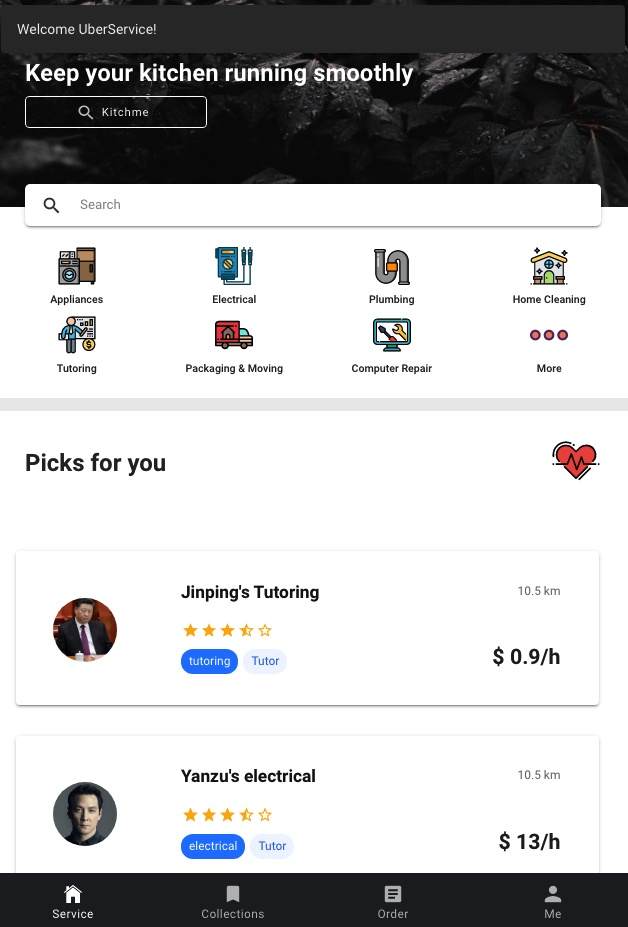 Welcome UberService!
Keep your kitchen running smoothly
Kitchme
Search
Appliances
Electrical
Plumbing
Home Cleaning
Tutoring
Packaging & Moving
Computer Repair
More
Picks for you
Jinping's Tutoring
10.5 km
tutoring
Tutor
$ 0.9/h
Yanzu's electrical
10.5 km
electrical
Tutor
$ 13/h
Service
Collections
Order
Me